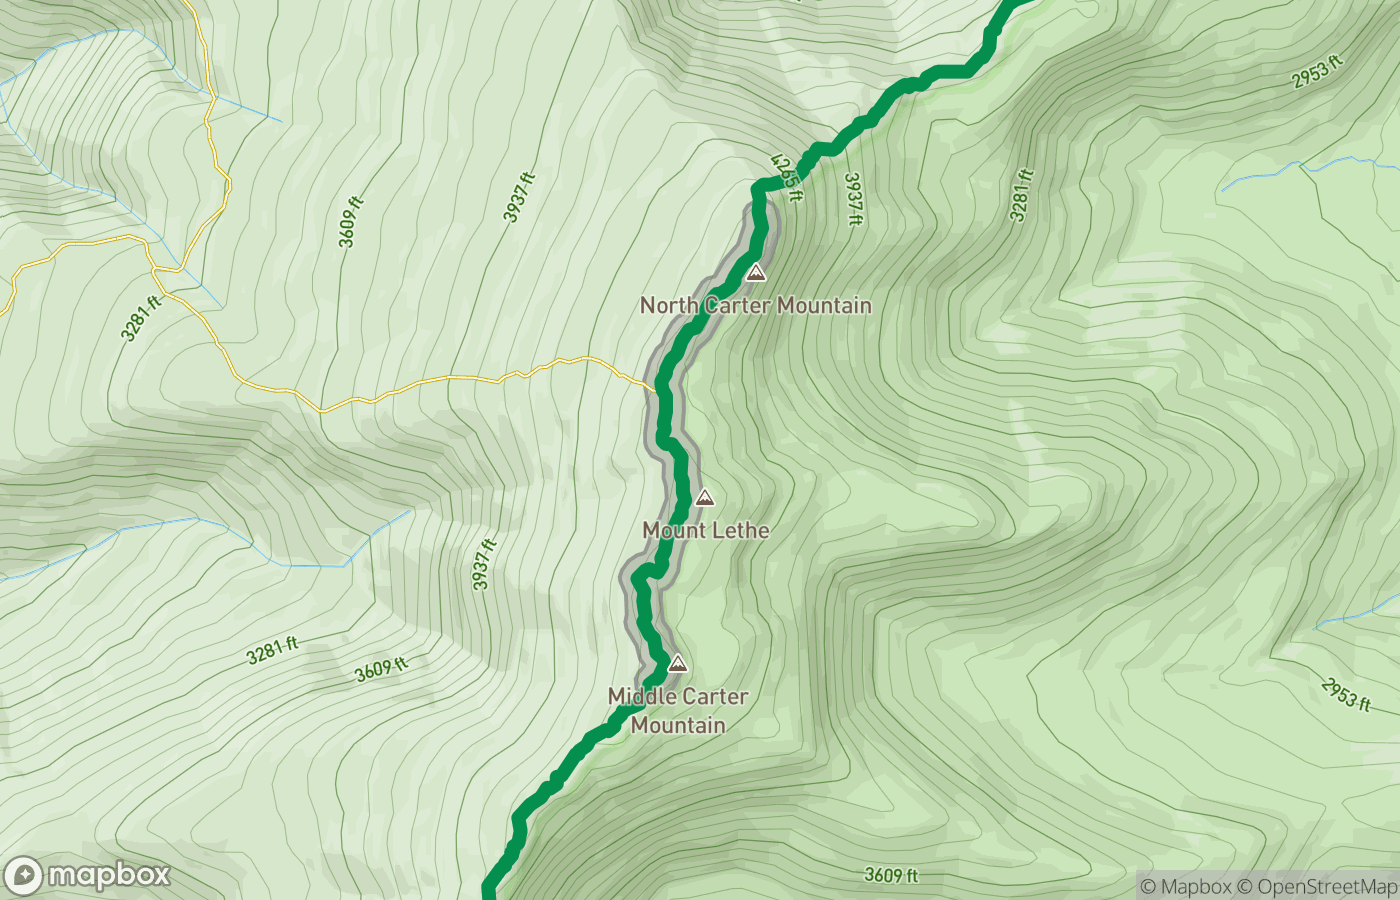 2953 ft
4265 ft
3937 ft
3937 ft
3281 ft
3609 ft
3281 ft
North Carter Mountain
Mount Lethe
3937 ft
3281 ft
3609 ft
Middle Carter
Mountain
2953 ft
3609 ft
mapbox
© Mapbox © OpenStreetMap